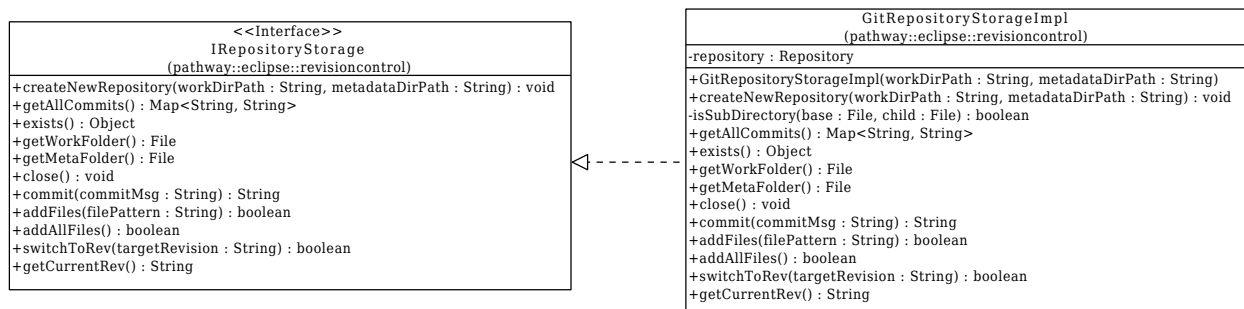 <<Interface>>
IRepositoryStorage
(pathway::eclipse::revisioncontrol)
+createNewRepository(workDirPath : String, metadataDirPath : String) : void
+getAllCommits() : Map<String, String>
+exists() : Object
+getWorkFolder() : File
+getMetaFolder() : File
+close() : void
+commit(commitMsg : String) : String
+addFiles(filePattern : String) : boolean
+addAllFiles() : boolean
+switchToRev(targetRevision : String) : boolean
+getCurrentRev() : String
GitRepositoryStorageImpl
(pathway::eclipse::revisioncontrol)
-repository : Repository
+GitRepositoryStorageImpl(workDirPath : String, metadataDirPath : String)
+createNewRepository(workDirPath : String, metadataDirPath : String) : void
-isSubDirectory(base : File, child : File) : boolean
+getAllCommits() : Map<String, String>
+exists() : Object
+getWorkFolder() : File
+getMetaFolder() : File
+close() : void
+commit(commitMsg : String) : String
+addFiles(filePattern : String) : boolean
+addAllFiles() : boolean
+switchToRev(targetRevision : String) : boolean
+getCurrentRev() : String